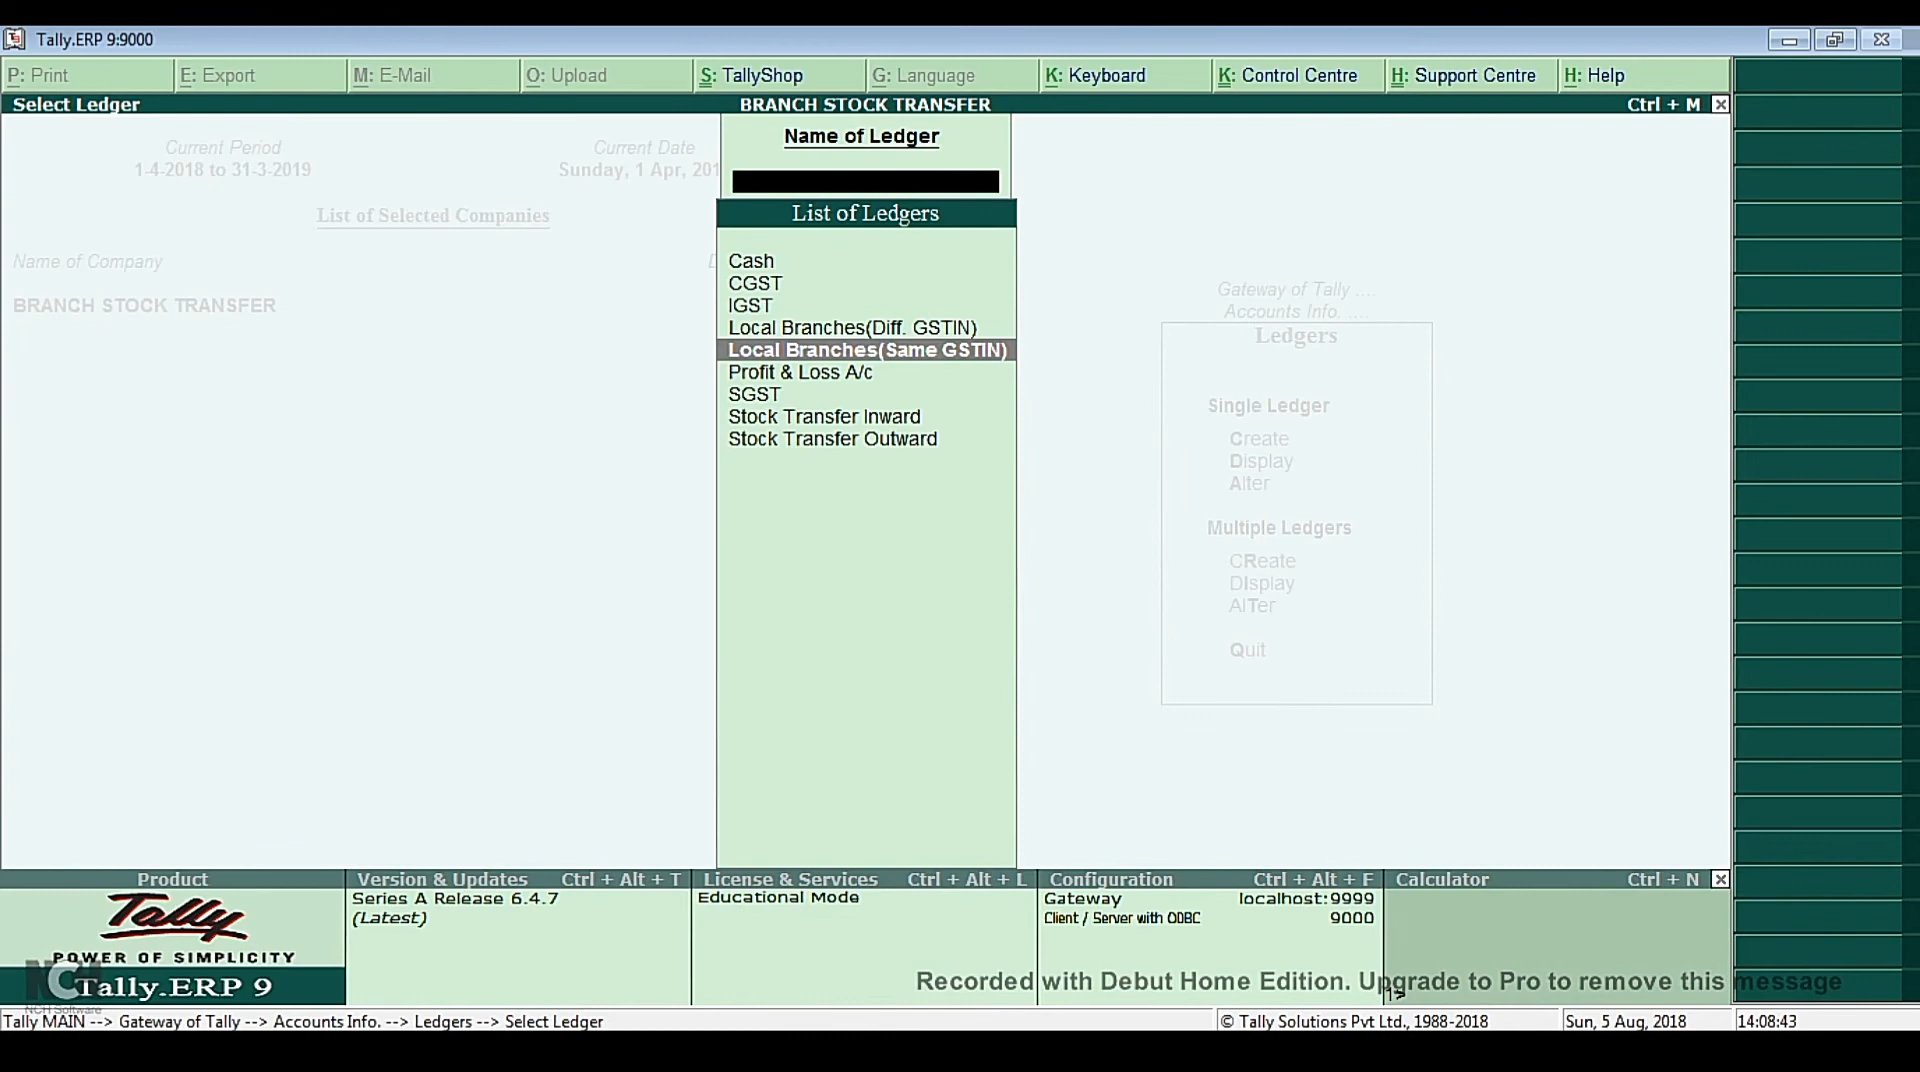 Tally.ERP 9:9000
P: Print
E: Export
M: E-Mail
O: Upload
S: TallyShop
G: Language
K: Keyboard
K: Control Centre
H: Support Centre
H: Help
Select Ledger
BRANCH STOCK TRANSFER
Ctrl + M
Current Period
1-4-2018 to 31-3-2019
Current Date
Sunday, 1 Apr, 201
List of Selected Companies
Name of Company
BRANCH STOCK TRANSFER
Name of Ledger
List of Ledgers
Cash
CGST
IGST
Local Branches(Diff. GSTIN)
Local Branches(Same GSTIN)
Profit & Loss A/c
SGST
Stock Transfer Inward
Stock Transfer Outward
Gateway of Tally ....
Accounts Info. ....
Ledgers
Single Ledger
Create
Display
Alter
Multiple Ledgers
CReate
DIsplay
AlTer
Quit
Product
Tally
POWER OF SIMPLICITY
Tally.ERP 9
NCH Software
Version & Updates Ctrl + Alt + T
Series A Release 6.4.7
(Latest)
License & Services Ctrl + Alt + L
Educational Mode
Configuration Ctrl + Alt + F
Gateway localhost:9999
Client / Server with ODBC 9000
Calculator Ctrl + N
1>
Recorded with Debut Home Edition. Upgrade to Pro to remove this message
Tally MAIN --> Gateway of Tally --> Accounts Info. --> Ledgers --> Select Ledger
© Tally Solutions Pvt Ltd., 1988-2018
Sun, 5 Aug, 2018
14:08:43